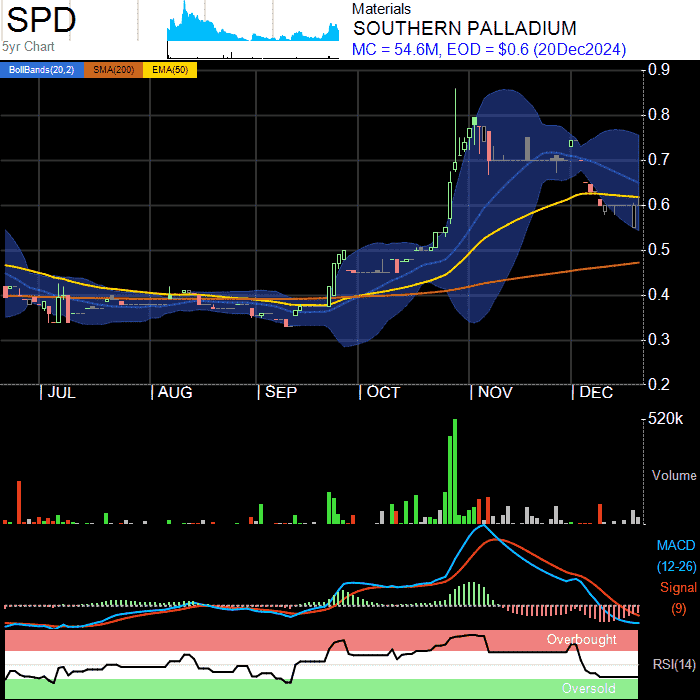 SPD
5yr Chart
Materials
SOUTHERN PALLADIUM
MC = 54.6M, EOD = $0.6 (20Dec2024)
BollBands(20,2) SMA(200) EMA(50)
0.9
0.8
0.7
0.6
0.5
0.4
0.3
0.2
JUL AUG SEP OCT NOV DEC
520k
Volume
MACD
(12-26)
Signal
(9)
Overbought
RSI(14)
Oversold